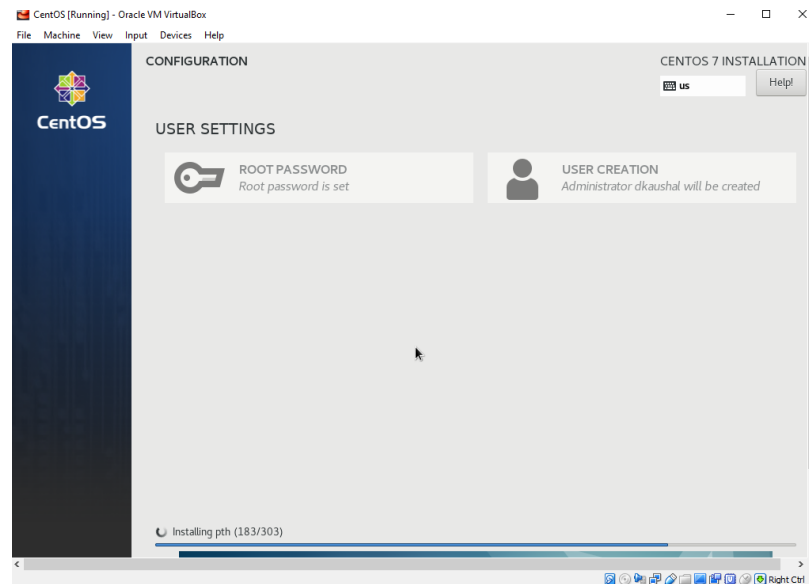 CentOS [Running] - Oracle VM VirtualBox
File Machine View Input Devices Help
CONFIGURATION
CENTOS 7 INSTALLATION
us
Help!
CentOS
USER SETTINGS
ROOT PASSWORD
Root password is set
USER CREATION
Administrator dkaushal will be created
Installing pth (183/303)
Right Ctrl